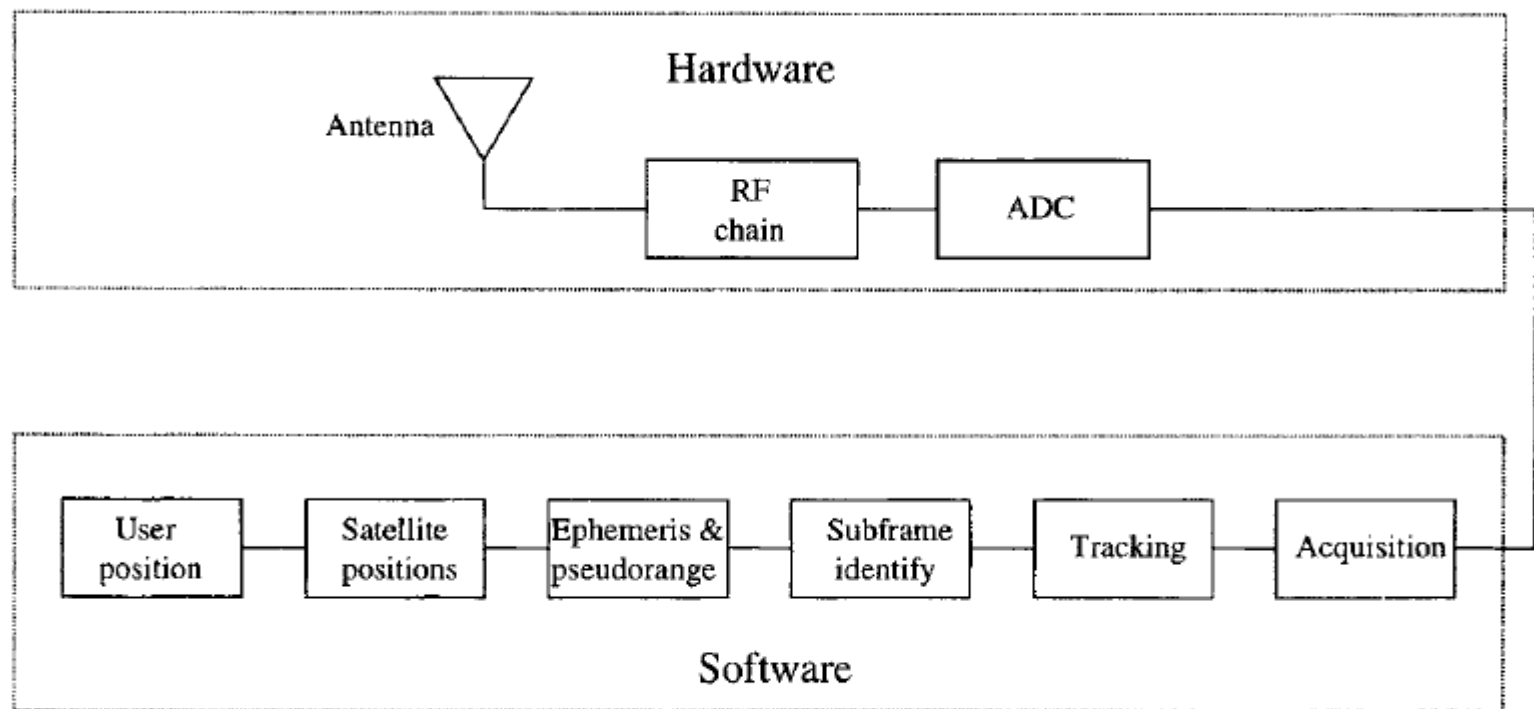 Hardware
Antenna
RF
chain
ADC
User
position
Satellite
positions
Ephemeris &
pseudorange
Subframe
identify
Tracking
Acquisition
Software